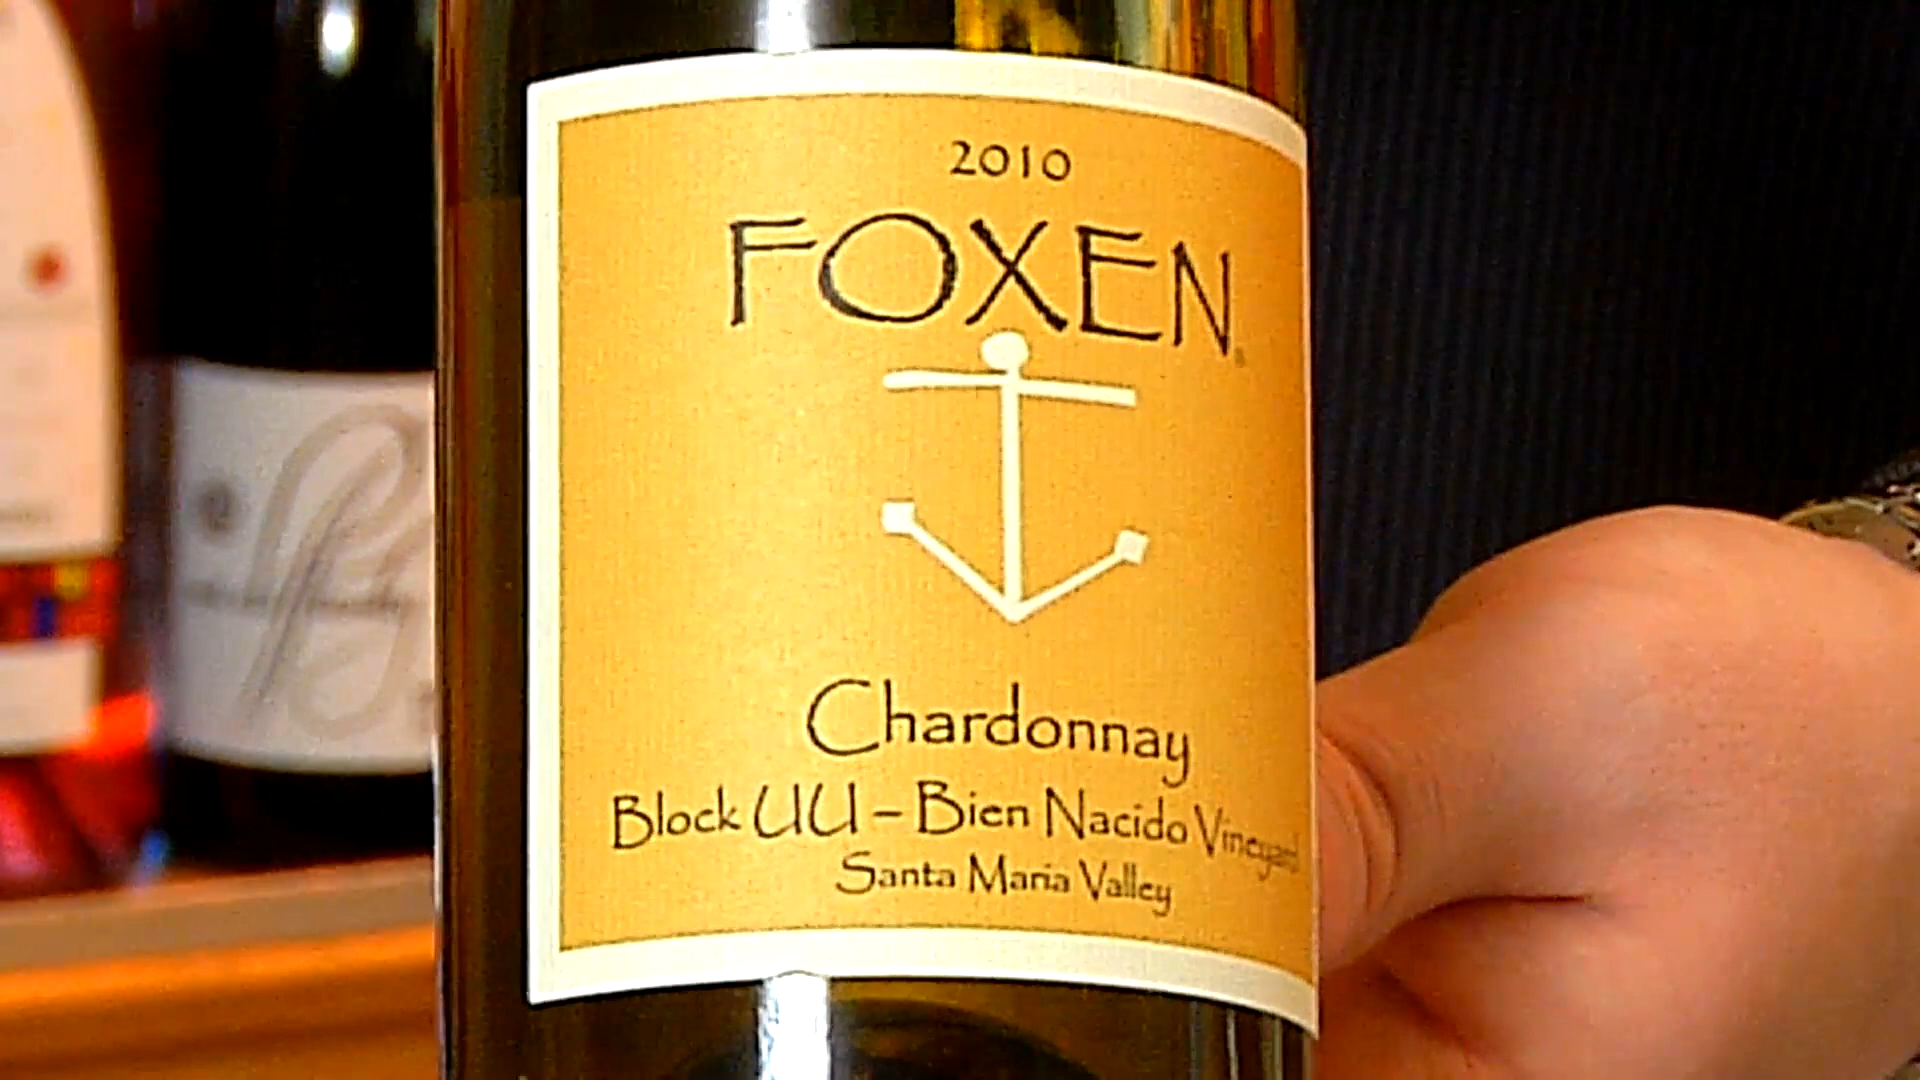 2010
FOXEN
Chardonnay
Block UU – Bien Nacido Vineyard
Santa Maria Valley